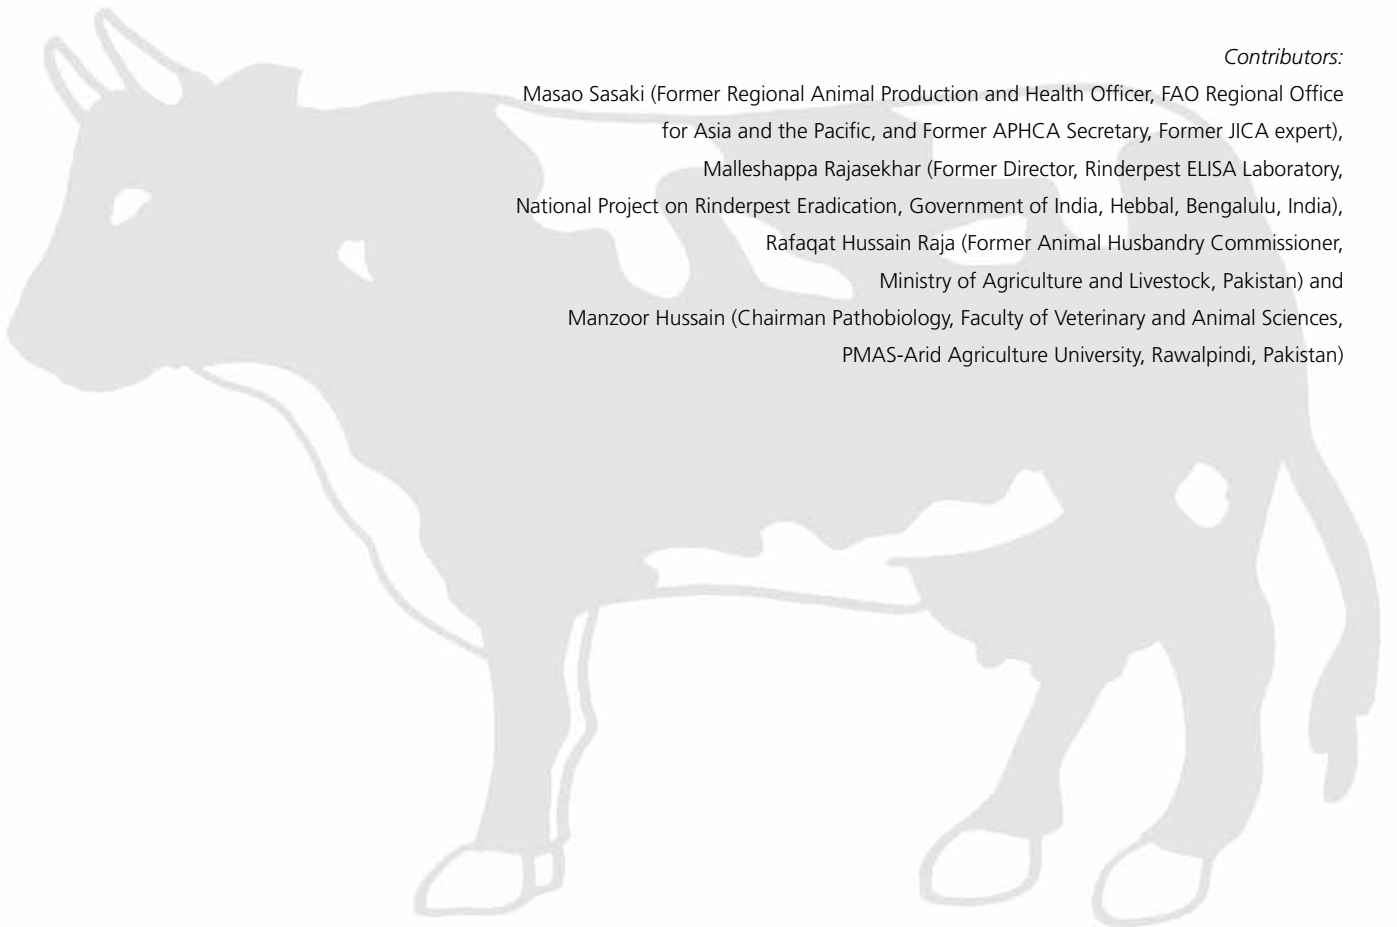 Contributors:
Masao Sasaki (Former Regional Animal Production and Health Officer, FAO Regional Office
for Asia and the Pacific, and Former APHCA Secretary, Former JICA expert),
Malleshappa Rajasekhar (Former Director, Rinderpest ELISA Laboratory,
National Project on Rinderpest Eradication, Government of India, Hebbal, Bengalulu, India),
Rafaqat Hussain Raja (Former Animal Husbandry Commissioner,
Ministry of Agriculture and Livestock, Pakistan) and
Manzoor Hussain (Chairman Pathobiology, Faculty of Veterinary and Animal Sciences,
PMAS-Arid Agriculture University, Rawalpindi, Pakistan)